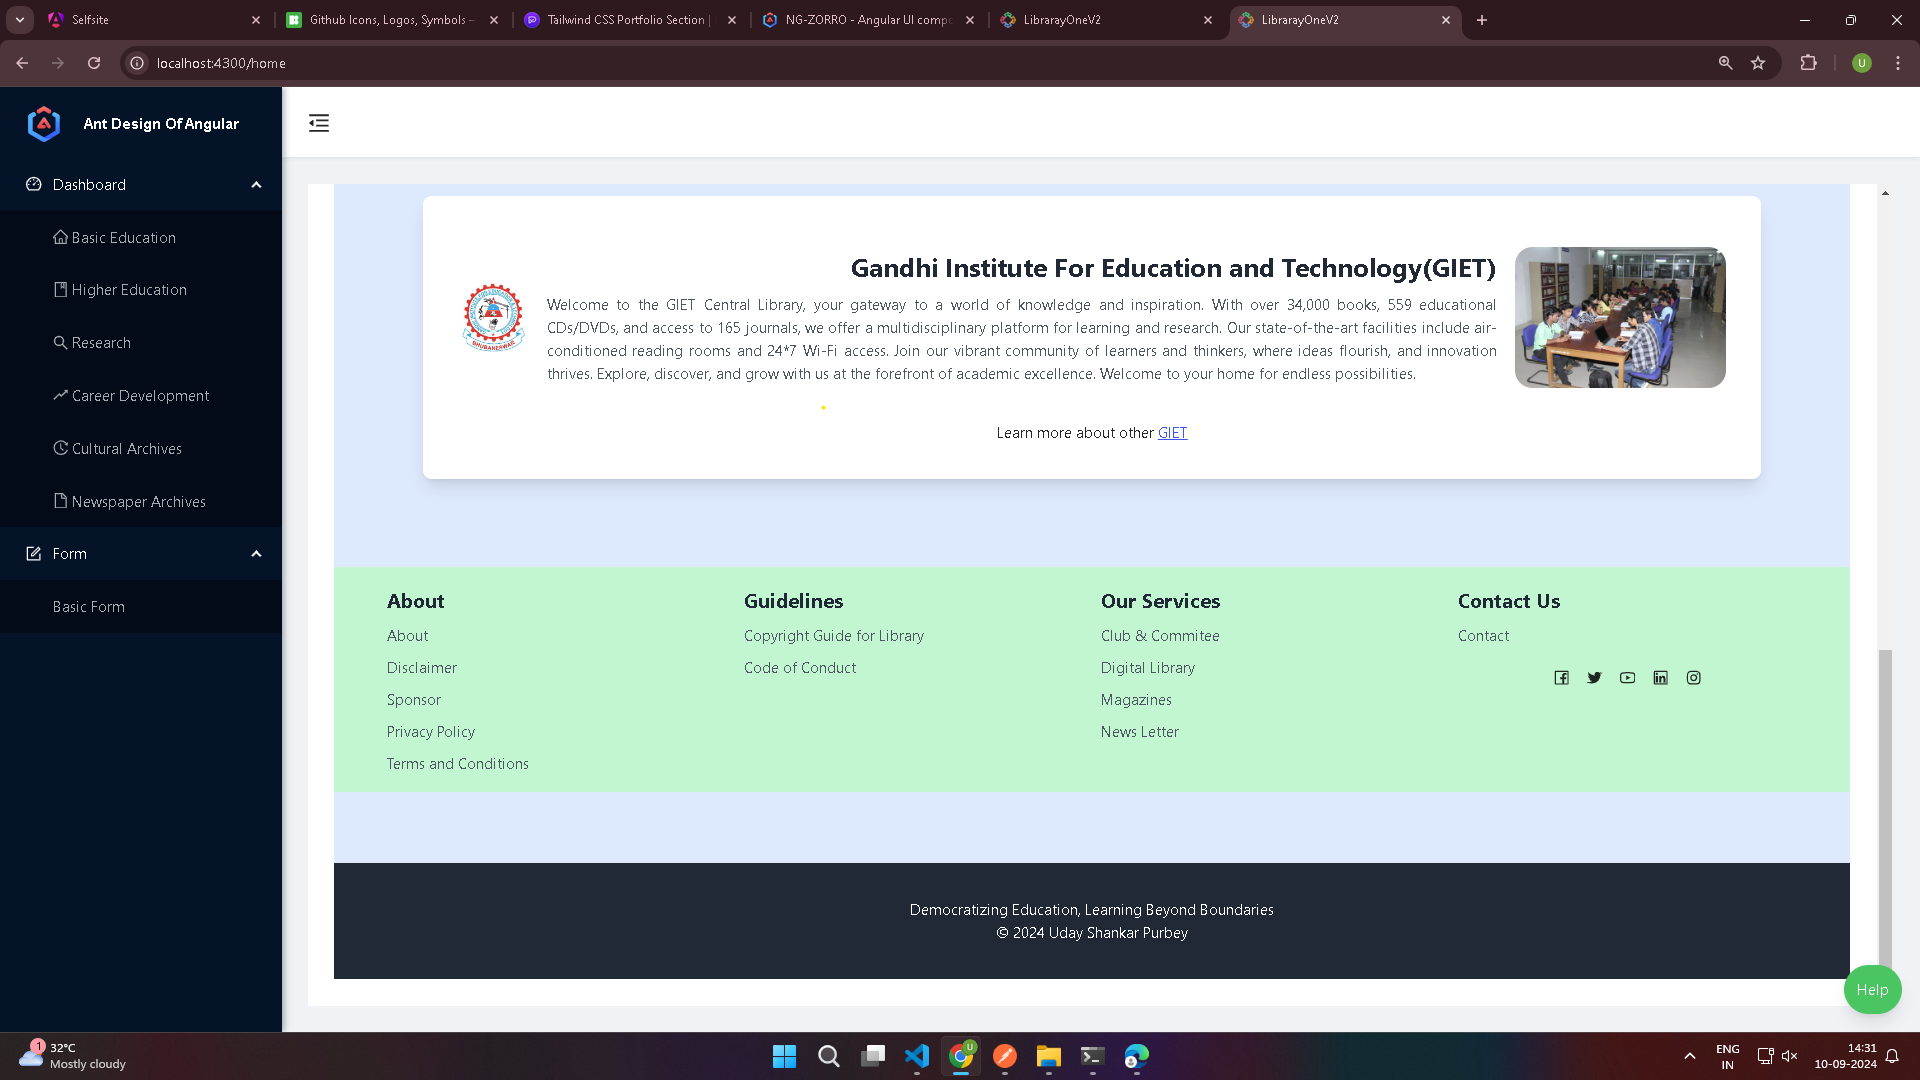 Selfsite
Github Icons, Logos, Symbols –
Tailwind CSS Portfolio Section |
NG-ZORRO - Angular UI compo
LibrarayOneV2
LibrarayOneV2
localhost:4300/home
U
Ant Design Of Angular
Dashboard
Basic Education
Higher Education
Research
Career Development
Cultural Archives
Newspaper Archives
Form
Basic Form
Gandhi Institute For Education and Technology(GIET)
Welcome to the GIET Central Library, your gateway to a world of knowledge and inspiration. With over 34,000 books, 559 educational
CDs/DVDs, and access to 165 journals, we offer a multidisciplinary platform for learning and research. Our state-of-the-art facilities include air-
conditioned reading rooms and 24*7 Wi-Fi access. Join our vibrant community of learners and thinkers, where ideas flourish, and innovation
thrives. Explore, discover, and grow with us at the forefront of academic excellence. Welcome to your home for endless possibilities.
BHUBANESWAR
Learn more about other GIET
About
About
Disclaimer
Sponsor
Privacy Policy
Terms and Conditions
Guidelines
Copyright Guide for Library
Code of Conduct
Our Services
Club & Commitee
Digital Library
Magazines
News Letter
Contact Us
Contact
Democratizing Education, Learning Beyond Boundaries
© 2024 Uday Shankar Purbey
Help
1
32°C
Mostly cloudy
U
ENG
IN
14:31
10-09-2024